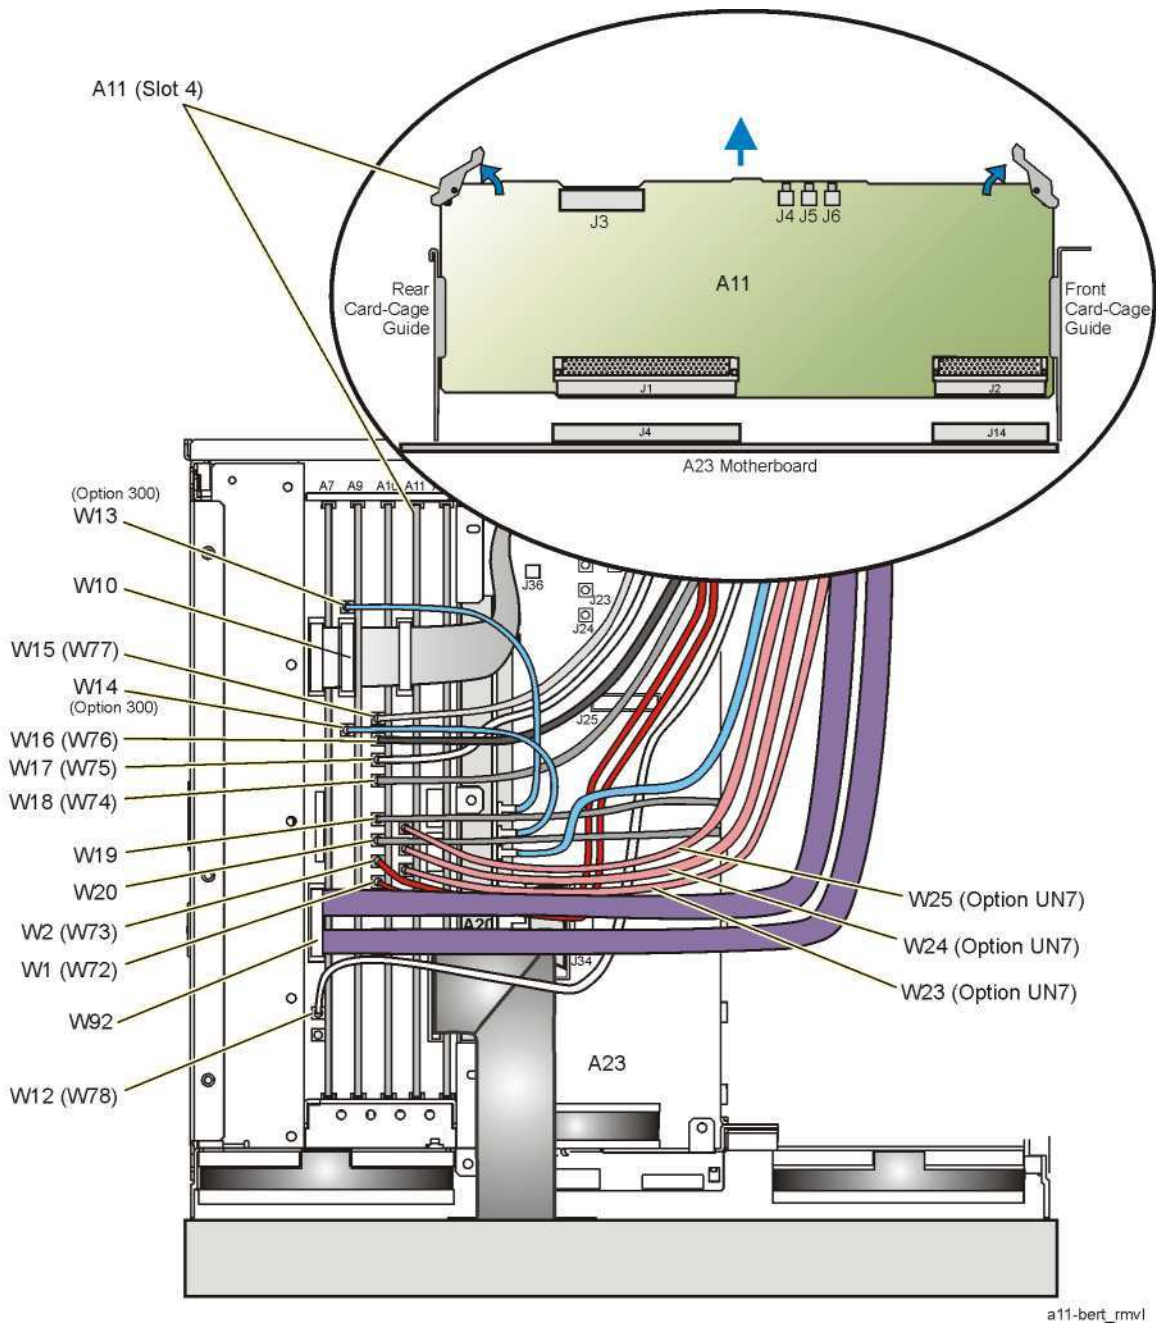 A11 (Slot 4)
J3
J4 J5 J6
A11
Rear
Card-Cage
Guide
Front
Card-Cage
Guide
J1
J2
J4
J14
A23 Motherboard
A7 A9 A10 A11
(Option 300)
W13
W10
W15 (W77)
W14
(Option 300)
W16 (W76)
W17 (W75)
W18 (W74)
W19
W20
W2 (W73)
W1 (W72)
W92
W12 (W78)
J36
J23
J24
J25
A20
J34
A23
W25 (Option UN7)
W24 (Option UN7)
W23 (Option UN7)
a11-bert_rmvl